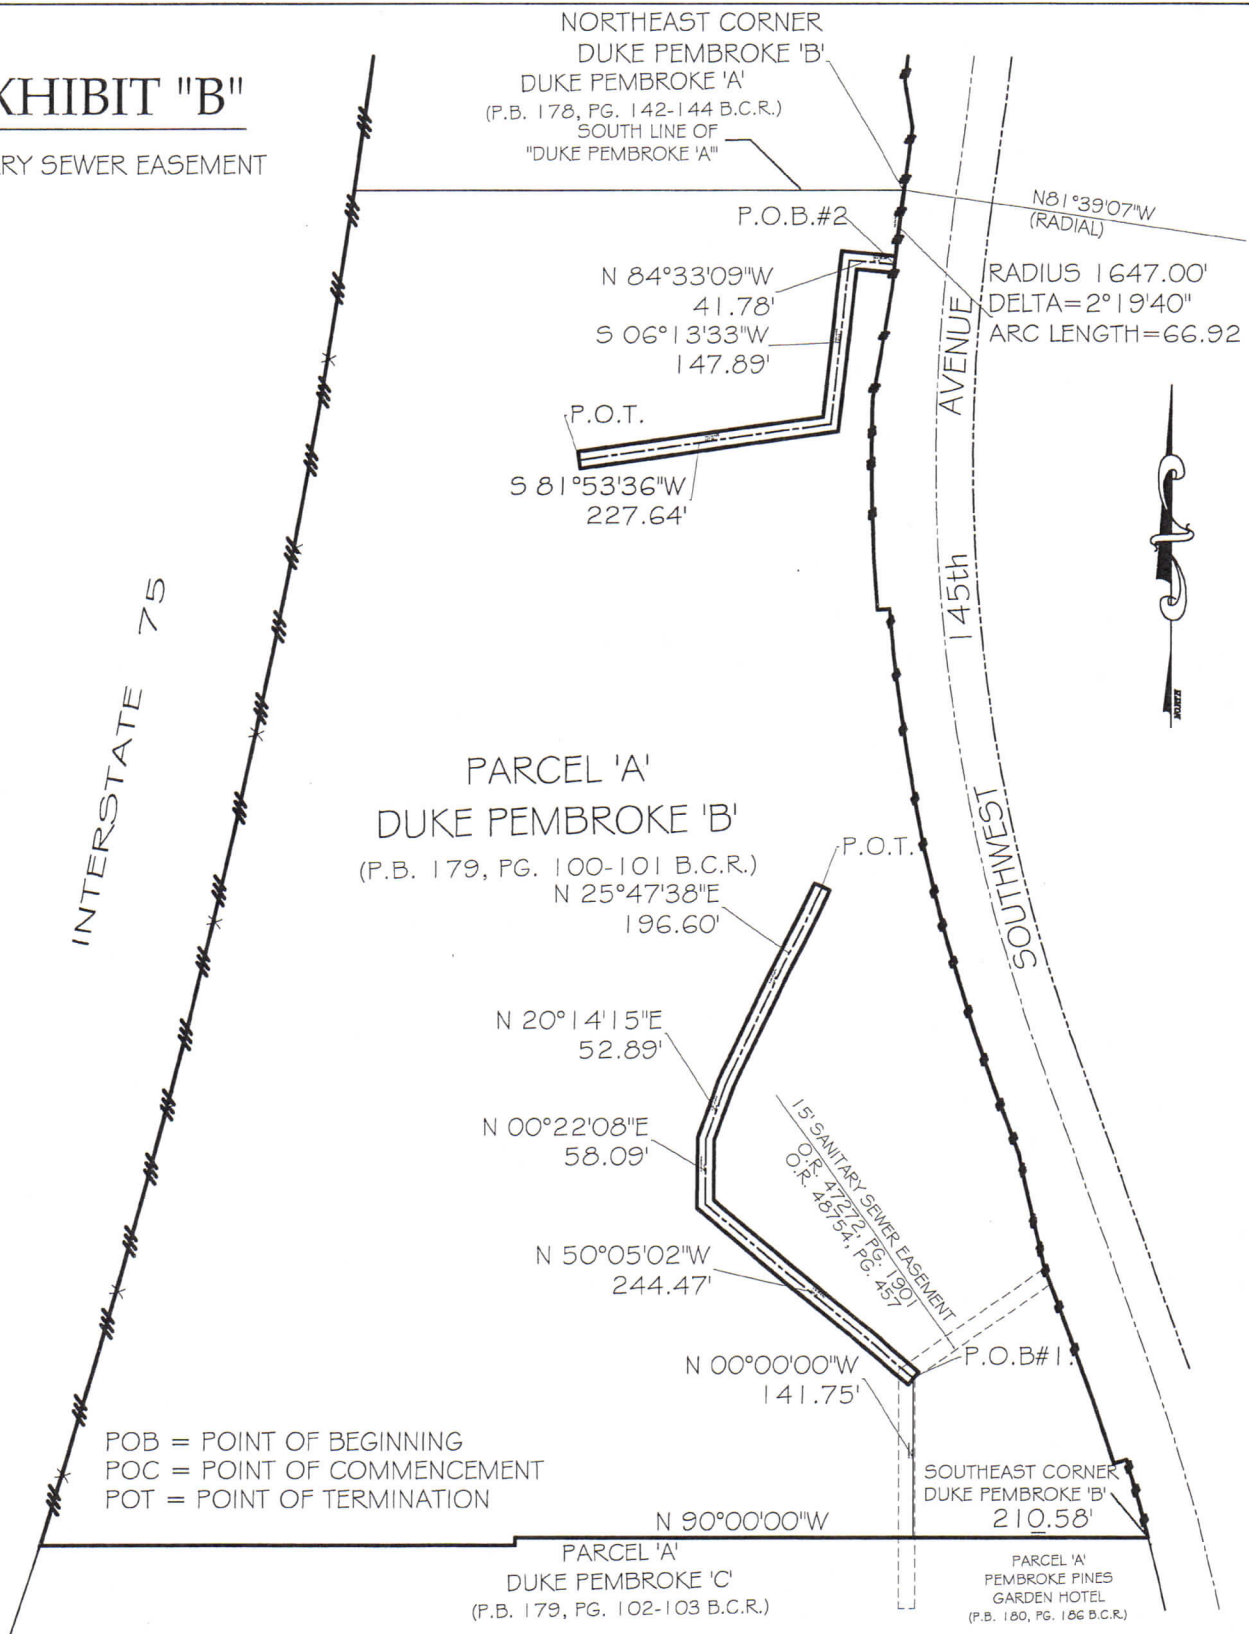 NORTHEAST CORNER
DUKE PEMBROKE 'B'
DUKE PEMBROKE 'A'
(P.B. 178, PG. 142-144 B.C.R.)
SOUTH LINE OF
"DUKE PEMBROKE 'A'"
XHIBIT "B"
RY SEWER EASEMENT
N81°39'07"W
(RADIAL)
P.O.B.#2
N 84°33'09"W
41.78'
S 06°13'33"W
147.89'
RADIUS 1647.00'
DELTA=2°19'40"
ARC LENGTH=66.92
P.O.T.
S 81°53'36"W
227.64'
SOUTHWEST 145th AVENUE
NORTH
INTERSTATE 75
PARCEL 'A'
DUKE PEMBROKE 'B'
(P.B. 179, PG. 100-101 B.C.R.)
P.O.T.
N 25°47'38"E
196.60'
N 20°14'15"E
52.89'
N 00°22'08"E
58.09'
15' SANITARY SEWER EASEMENT
O.R. 47272, PG. 1901
O.R. 48754, PG. 457
N 50°05'02"W
244.47'
P.O.B#1.
N 00°00'00"W
141.75'
POB = POINT OF BEGINNING
POC = POINT OF COMMENCEMENT
POT = POINT OF TERMINATION
SOUTHEAST CORNER
DUKE PEMBROKE 'B'
N 90°00'00"W
210.58'
PARCEL 'A'
DUKE PEMBROKE 'C'
(P.B. 179, PG. 102-103 B.C.R.)
PARCEL 'A'
PEMBROKE PINES
GARDEN HOTEL
(P.B. 180, PG. 186 B.C.R.)